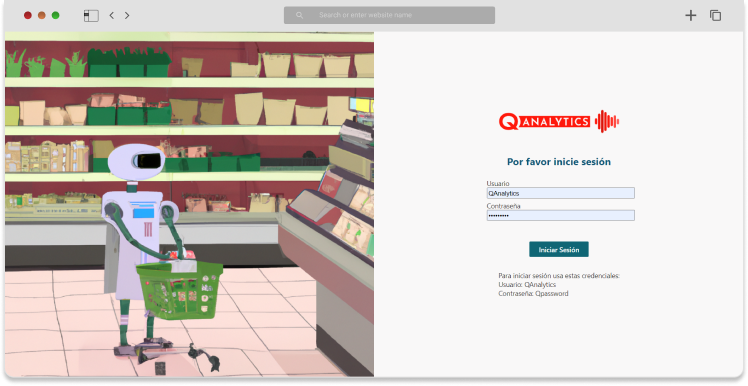 Search or enter website name
QANALYTICS
Por favor inicie sesión
Usuario
QAnalytics
Contraseña
•••••••••
Iniciar Sesión
Para iniciar sesión usa estas credenciales:
Usuario: QAnalytics
Contraseña: Qpassword